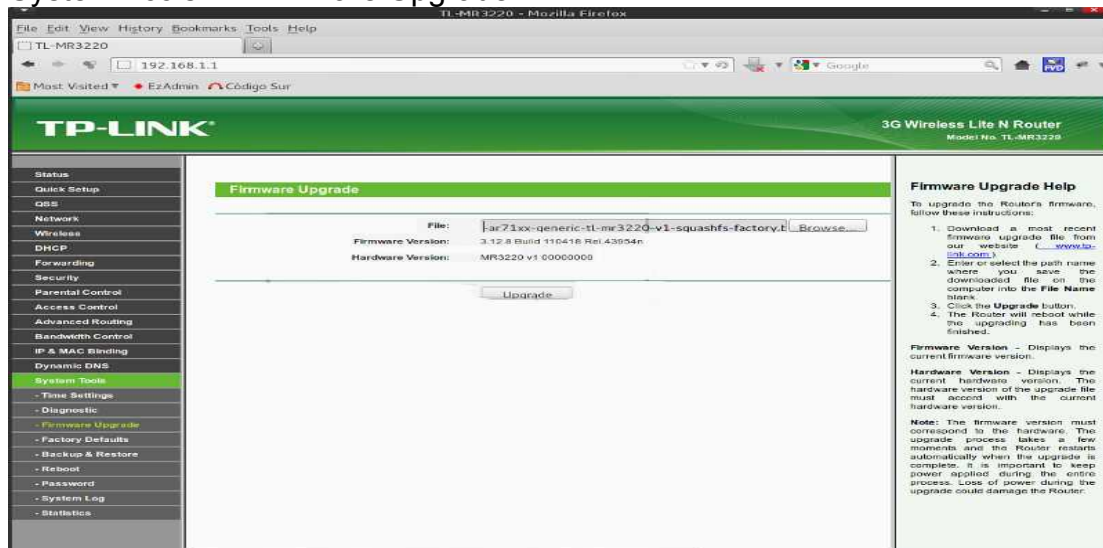 TL-MR3220 - Mozilla Firefox
File Edit View History Bookmarks Tools Help
TL-MR3220
192.168.1.1
Google
Most Visited EzAdmin Código Sur
TP-LINK
3G Wireless Lite N Router
Model No. TL-MR3220
Status
Quick Setup
QSS
Network
Wireless
DHCP
Forwarding
Security
Parental Control
Access Control
Advanced Routing
Bandwidth Control
IP & MAC Binding
Dynamic DNS
System Tools
- Time Settings
- Diagnostic
- Firmware Upgrade
- Factory Defaults
- Backup & Restore
- Reboot
- Password
- System Log
- Statistics
Firmware Upgrade
File: -ar71xx-generic-tl-mr3220-v1-squashfs-factory.b Browse...
Firmware Version: 3.12.8 Build 110418 Rel.43954n
Hardware Version: MR3220 v1 00000000
Upgrade
Firmware Upgrade Help
To upgrade the Router's firmware,
follow these instructions:
1. Download a most recent
firmware upgrade file from
our website ( www.tp-
link.com ).
2. Enter or select the path name
where you save the
downloaded file on the
computer into the File Name
blank.
3. Click the Upgrade button.
4. The Router will reboot while
the upgrading has been
finished.
Firmware Version - Displays the
current firmware version.
Hardware Version - Displays the
current hardware version. The
hardware version of the upgrade file
must accord with the current
hardware version.
Note: The firmware version must
correspond to the hardware. The
upgrade process takes a few
moments and the Router restarts
automatically when the upgrade is
complete. It is important to keep
power applied during the entire
process. Loss of power during the
upgrade could damage the Router.